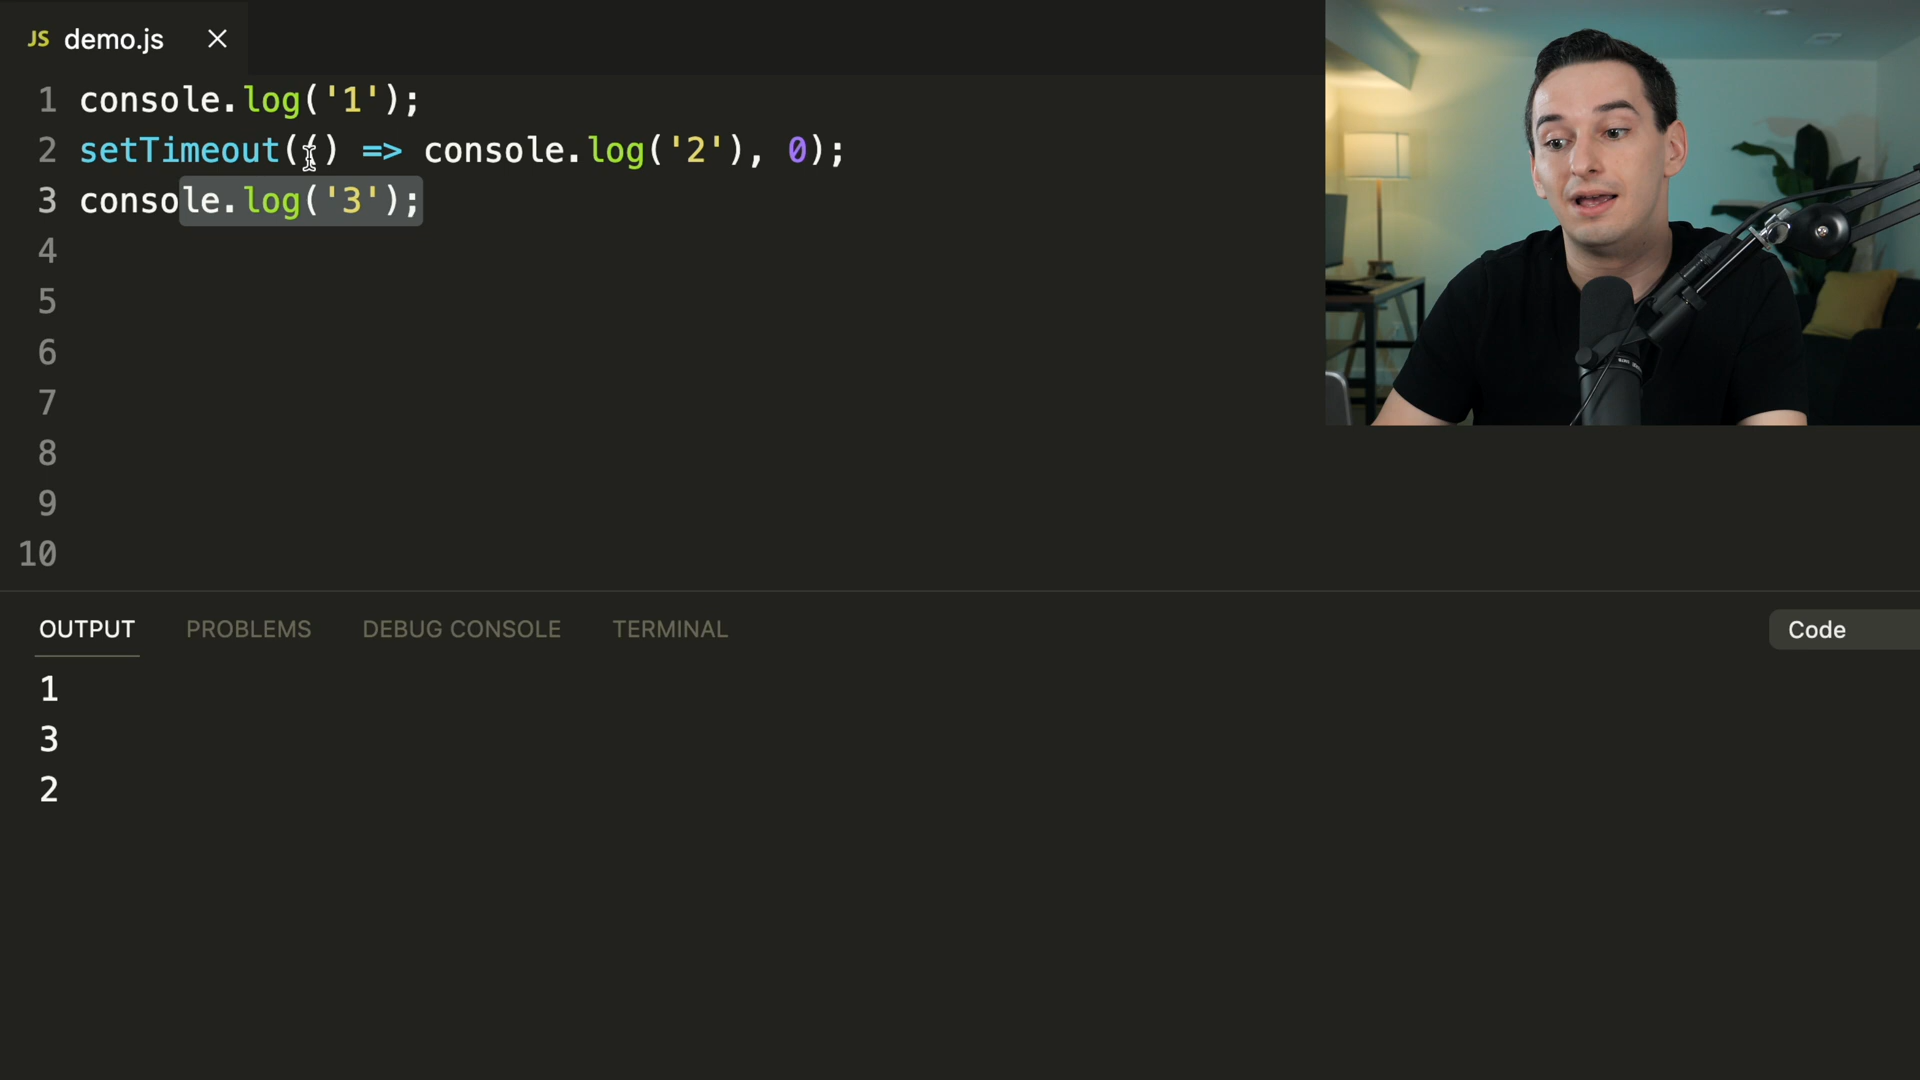 JS demo.js
1 console.log('1');
2 setTimeout(() => console.log('2'), 0);
3 console.log('3');
4
5
6
7
8
9
10
OUTPUT PROBLEMS DEBUG CONSOLE TERMINAL Code
1
3
2